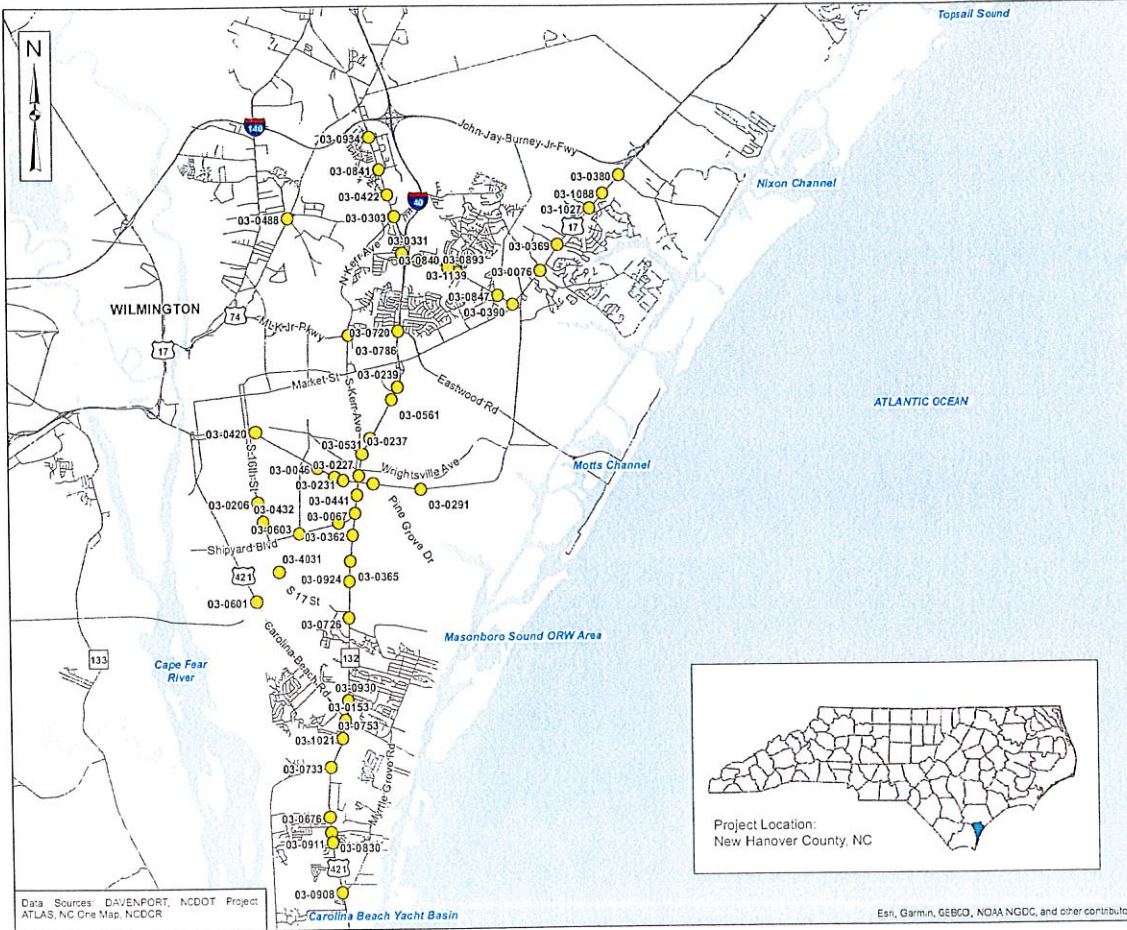 Topsail Sound
N
140
03-0934
John-Jay-Burney-Jr-Fwy
03-0841
03-0380
03-0422
40
03-1088
Nixon Channel
03-0488
03-0303
03-1027
17
N-Kerr-Ave
03-0331
03-0369
03-0840
03-0893
03-1139
03-0076
03-0847
WILMINGTON
03-0390
74
03-0720
17
03-0786
Market-St
03-0239
Eastwood Rd
S-Kerr-Ave
03-0561
ATLANTIC OCEAN
03-0420
03-0237
03-0531
S-16th-St
Wrightsville Ave
Motts Channel
03-0046
03-0227
03-0231
03-0206
03-0441
03-0291
03-0432
03-0067
Pine Grove Dr
03-0603
03-0362
Shipyard Blvd
03-4031
421
03-0924
03-0365
S 17 St
03-0601
03-0726
Masonboro Sound ORW Area
Carolina-Beach-Rd
133
132
Cape Fear
River
03-0930
03-0153
03-0753
03-1021
Myrtle Grove Rd
03-0733
03-0676
03-0911
03-0830
421
03-0908
Project Location:
New Hanover County, NC
Data Sources: DAVENPORT, NCDOT Project
ATLAS, NC One Map, NCDCR
Carolina Beach Yacht Basin
Esri, Garmin, GEBCO, NOAA NGDC, and other contributo